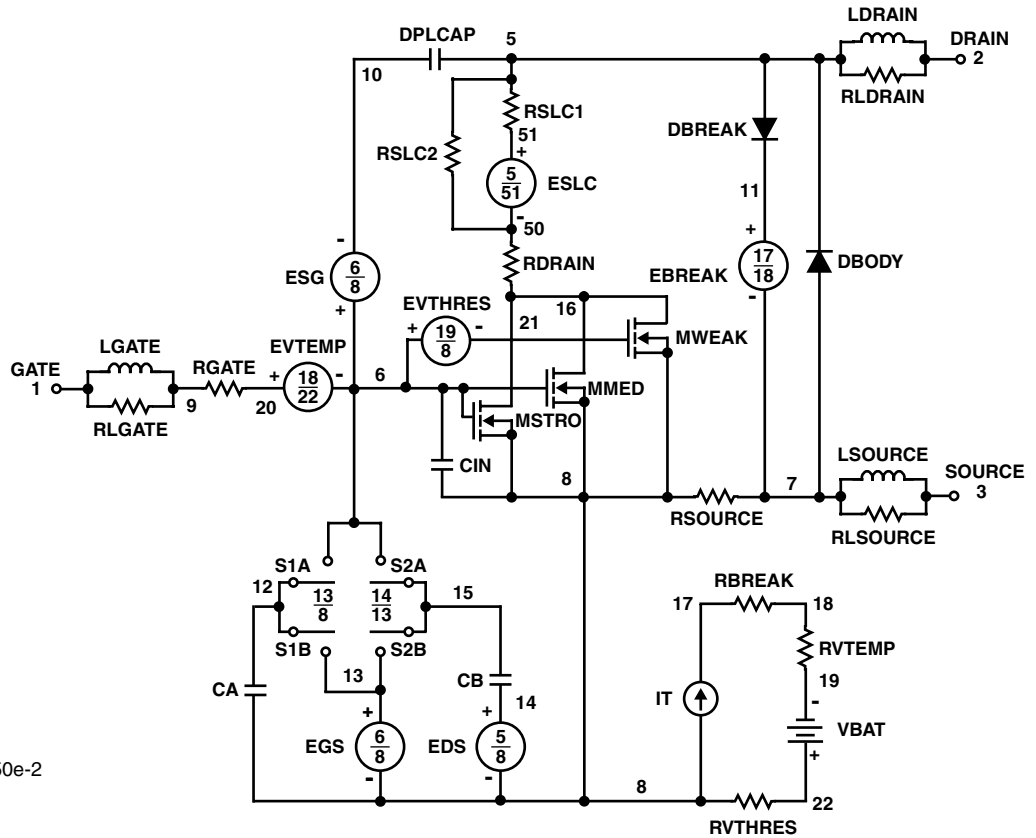 LDRAIN
DPLCAP 5 DRAIN
2
10
RLDRAIN
RSLC1
DBREAK
51
+
RSLC2
5
51
ESLC
11
-
50
+
-
RDRAIN
17
18
EBREAK
DBODY
ESG
6
8
-
+
EVTHRES
16
21
+
19
8
-
MWEAK
LGATE
EVTEMP
GATE
1
RGATE
+
18
22
-
6
MMED
9
20
RLGATE
MSTRO
CIN
LSOURCE
8
7
SOURCE
3
RSOURCE
RLSOURCE
S1A
S2A
12
13
8
14
13
15
RBREAK
17
18
S1B
S2B
RVTEMP
13
CB
19
CA
14
IT
-
+
+
VBAT
EGS
6
8
EDS
5
8
+
-
-
8
22
RVTHRES
50e-2